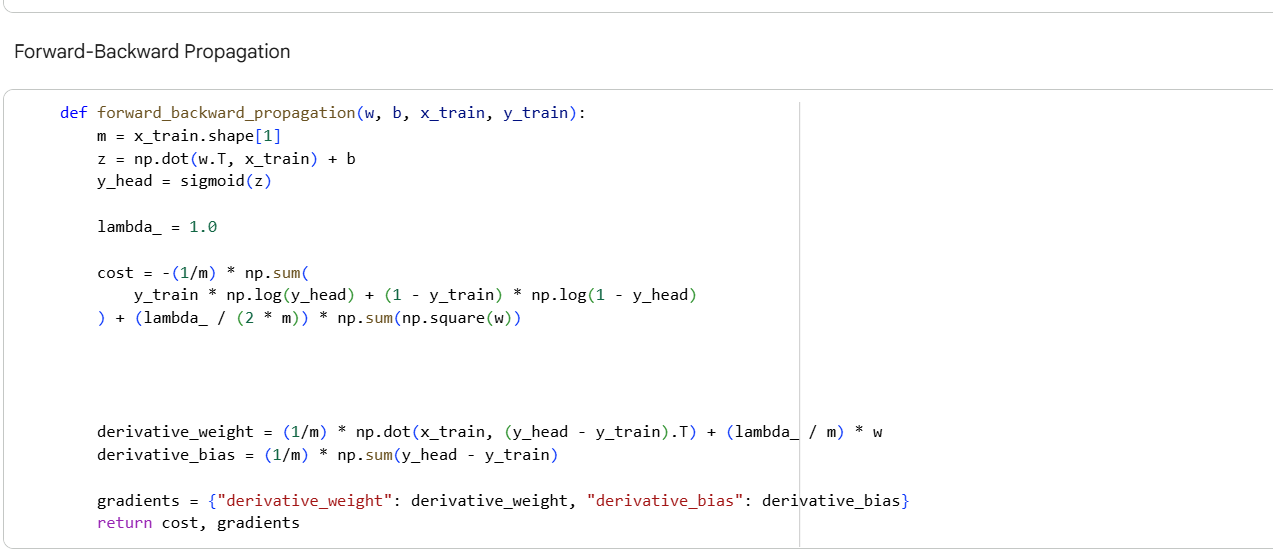 Forward-Backward Propagation
def forward_backward_propagation(w, b, x_train, y_train):
    m = x_train.shape[1]
    z = np.dot(w.T, x_train) + b
    y_head = sigmoid(z)
    lambda_ = 1.0
    cost = -(1/m) * np.sum(
        y_train * np.log(y_head) + (1 - y_train) * np.log(1 - y_head)
    ) + (lambda_ / (2 * m)) * np.sum(np.square(w))
    derivative_weight = (1/m) * np.dot(x_train, (y_head - y_train).T) + (lambda_ / m) * w
    derivative_bias = (1/m) * np.sum(y_head - y_train)
    gradients = {"derivative_weight": derivative_weight, "derivative_bias": derivative_bias}
    return cost, gradients